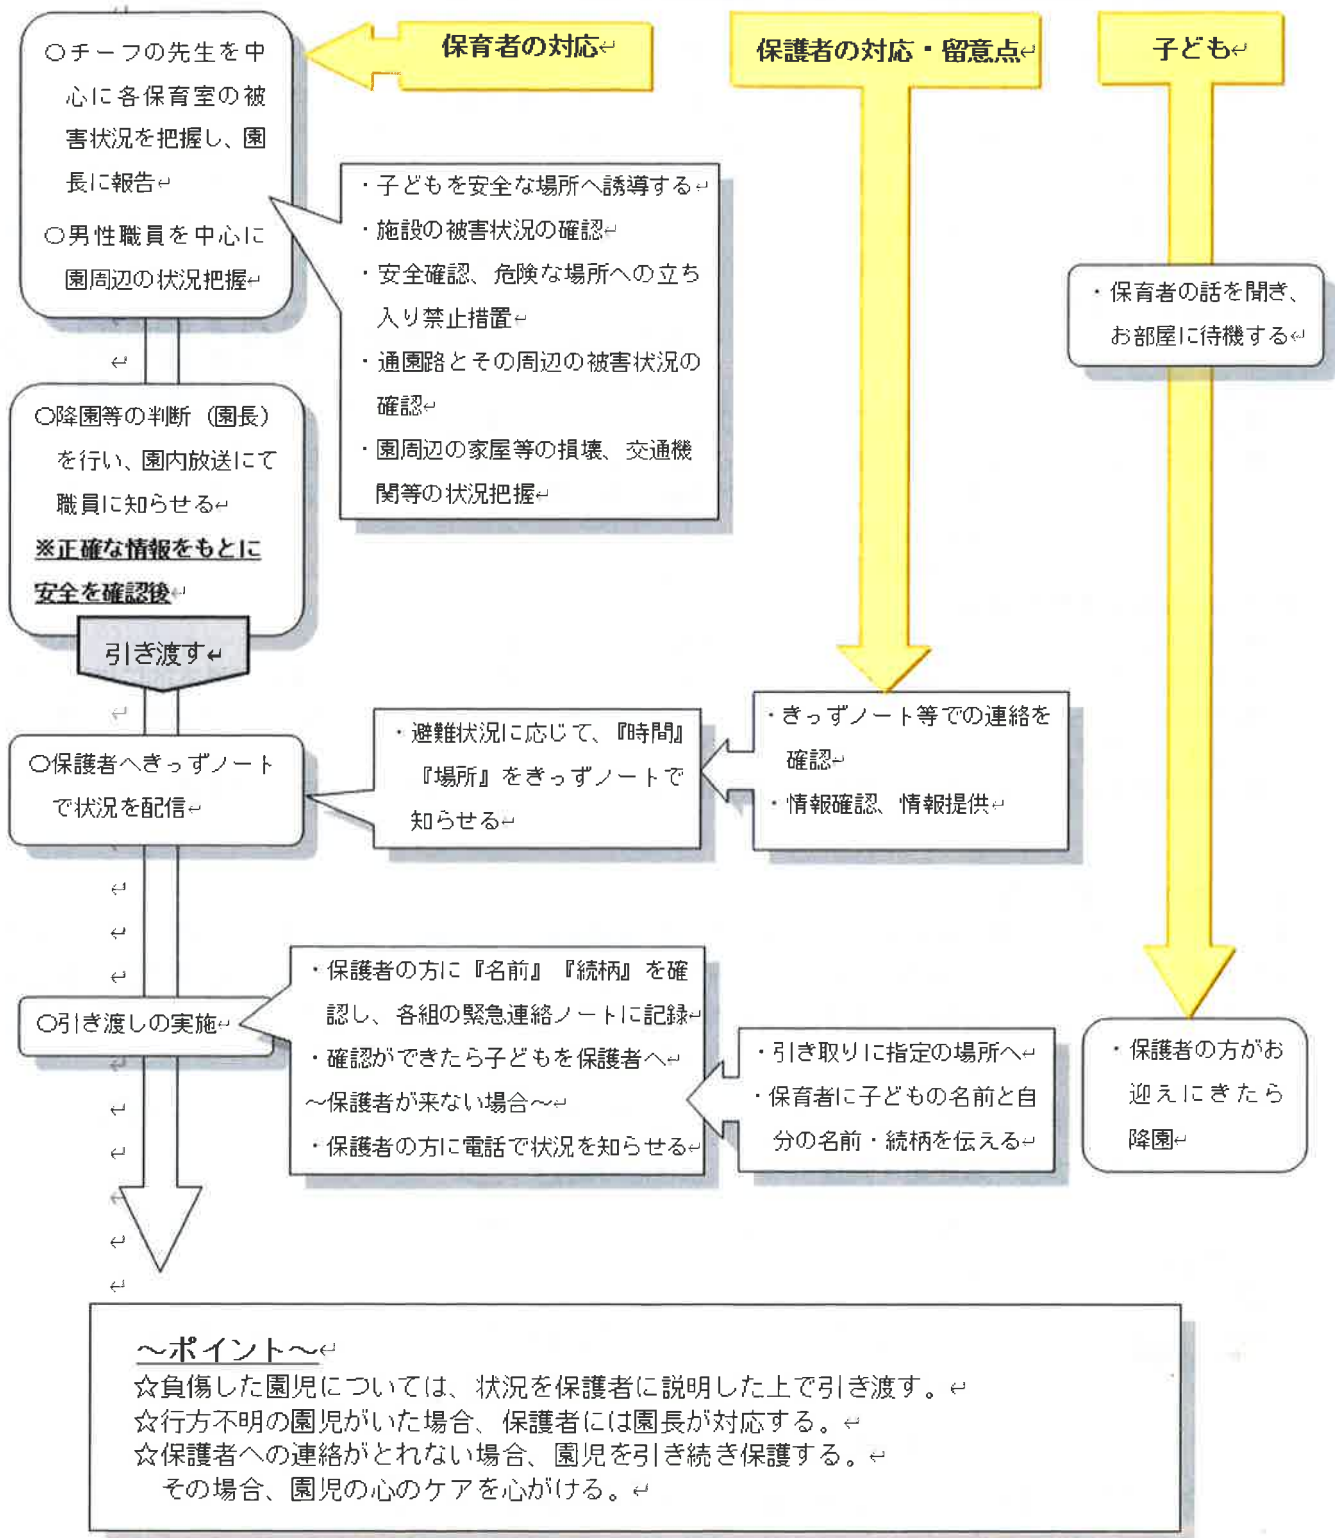 保育者の対応↵
保護者の対応・留意点↵
子ども↵
〇チーフの先生を中
心に各保育室の被
害状況を把握し、園
長に報告↵
〇男性職員を中心に
園周辺の状況把握↵
・子どもを安全な場所へ誘導する↵
・施設の被害状況の確認↵
・安全確認、危険な場所への立ち
入り禁止措置↵
・通園路とその周辺の被害状況の
確認↵
・園周辺の家屋等の損壊、交通機
関等の状況把握↵
・保育者の話を聞き、
お部屋に待機する↵
〇降園等の判断（園長）
を行い、園内放送にて
職員に知らせる↵
※正確な情報をもとに
安全を確認後↵
引き渡す↵
〇保護者へきっずノート
で状況を配信↵
・避難状況に応じて、『時間』
『場所』をきっずノートで
知らせる↵
・きっずノート等での連絡を
確認↵
・情報確認、情報提供↵
〇引き渡しの実施↵
・保護者の方に『名前』『続柄』を確
認し、各組の緊急連絡ノートに記録↵
・確認ができたら子どもを保護者へ↵
～保護者が来ない場合～↵
・保護者の方に電話で状況を知らせる↵
・引き取りに指定の場所へ↵
・保育者に子どもの名前と自
分の名前・続柄を伝える↵
・保護者の方がお
迎えにきたら
降園↵
～ポイント～↵
☆負傷した園児については、状況を保護者に説明した上で引き渡す。↵
☆行方不明の園児がいた場合、保護者には園長が対応する。↵
☆保護者への連絡がとれない場合、園児を引き続き保護する。↵
その場合、園児の心のケアを心がける。↵